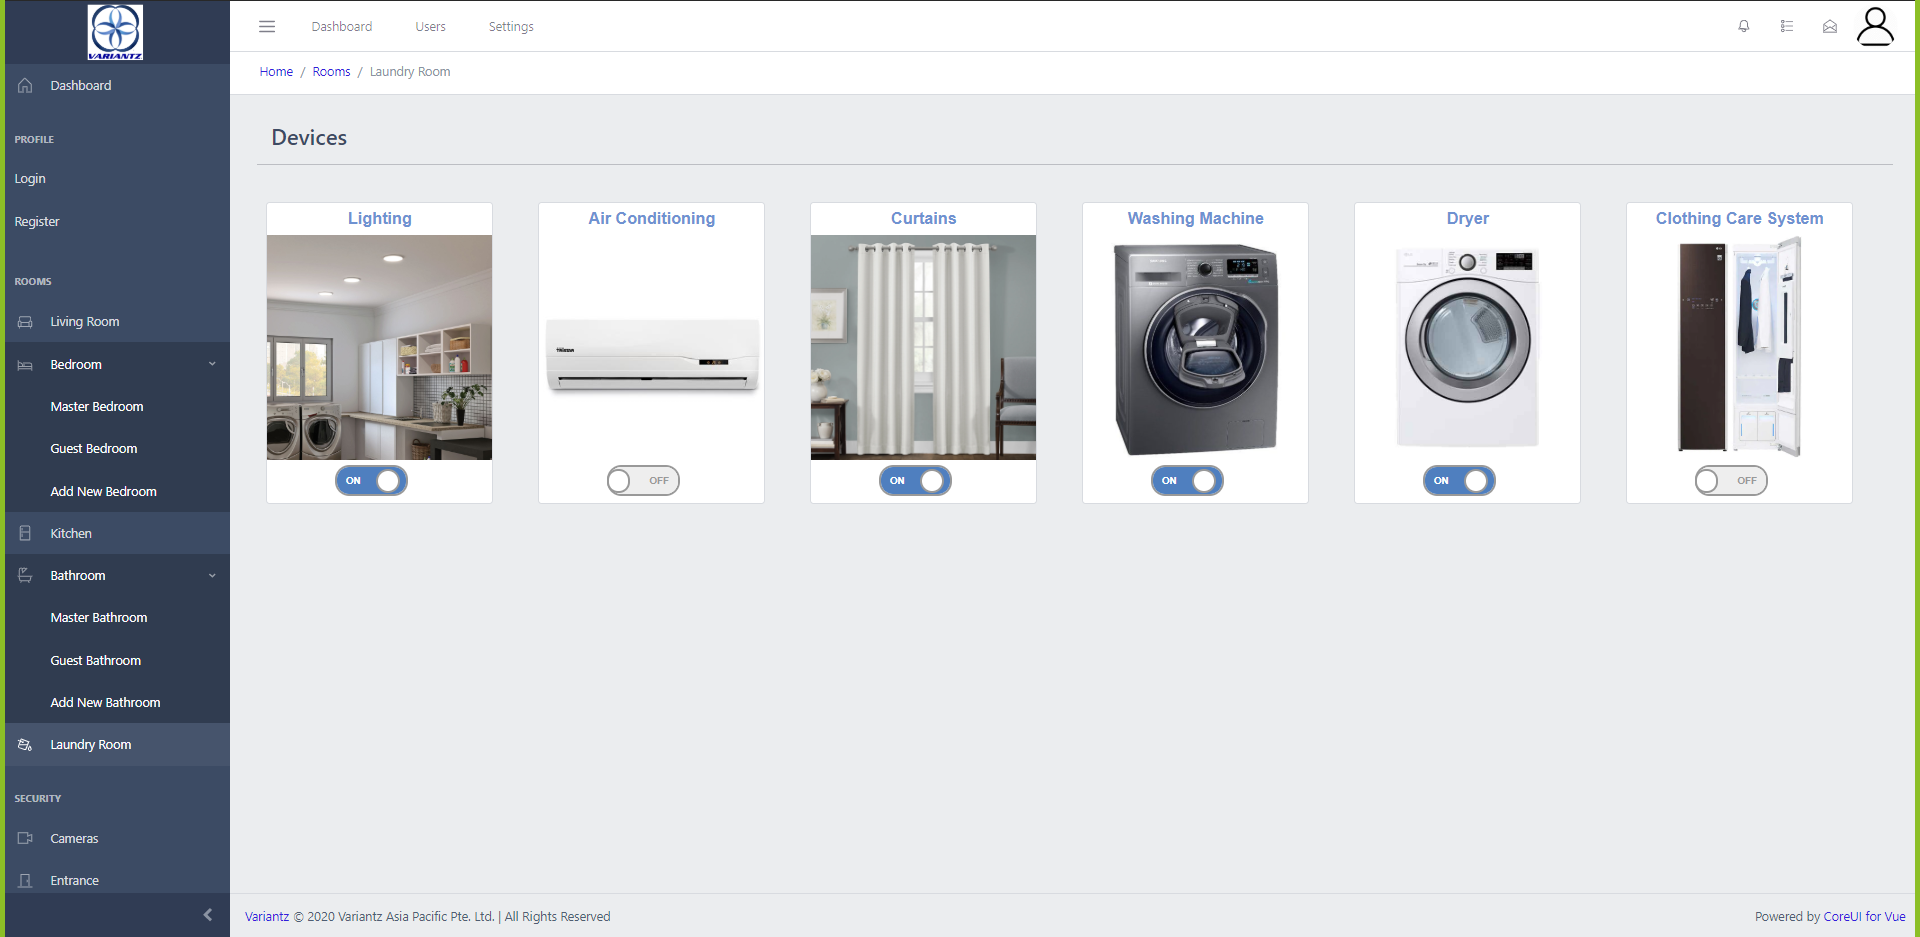 VARIANTZ
Dashboard
PROFILE
Login
Register
ROOMS
Living Room
Bedroom
Master Bedroom
Guest Bedroom
Add New Bedroom
Kitchen
Bathroom
Master Bathroom
Guest Bathroom
Add New Bathroom
Laundry Room
SECURITY
Cameras
Entrance
Dashboard Users Settings
Home / Rooms / Laundry Room
Devices
Lighting
ON
Air Conditioning
OFF
Curtains
ON
Washing Machine
ON
Dryer
ON
Clothing Care System
OFF
Variantz © 2020 Variantz Asia Pacific Pte. Ltd. | All Rights Reserved
Powered by CoreUI for Vue